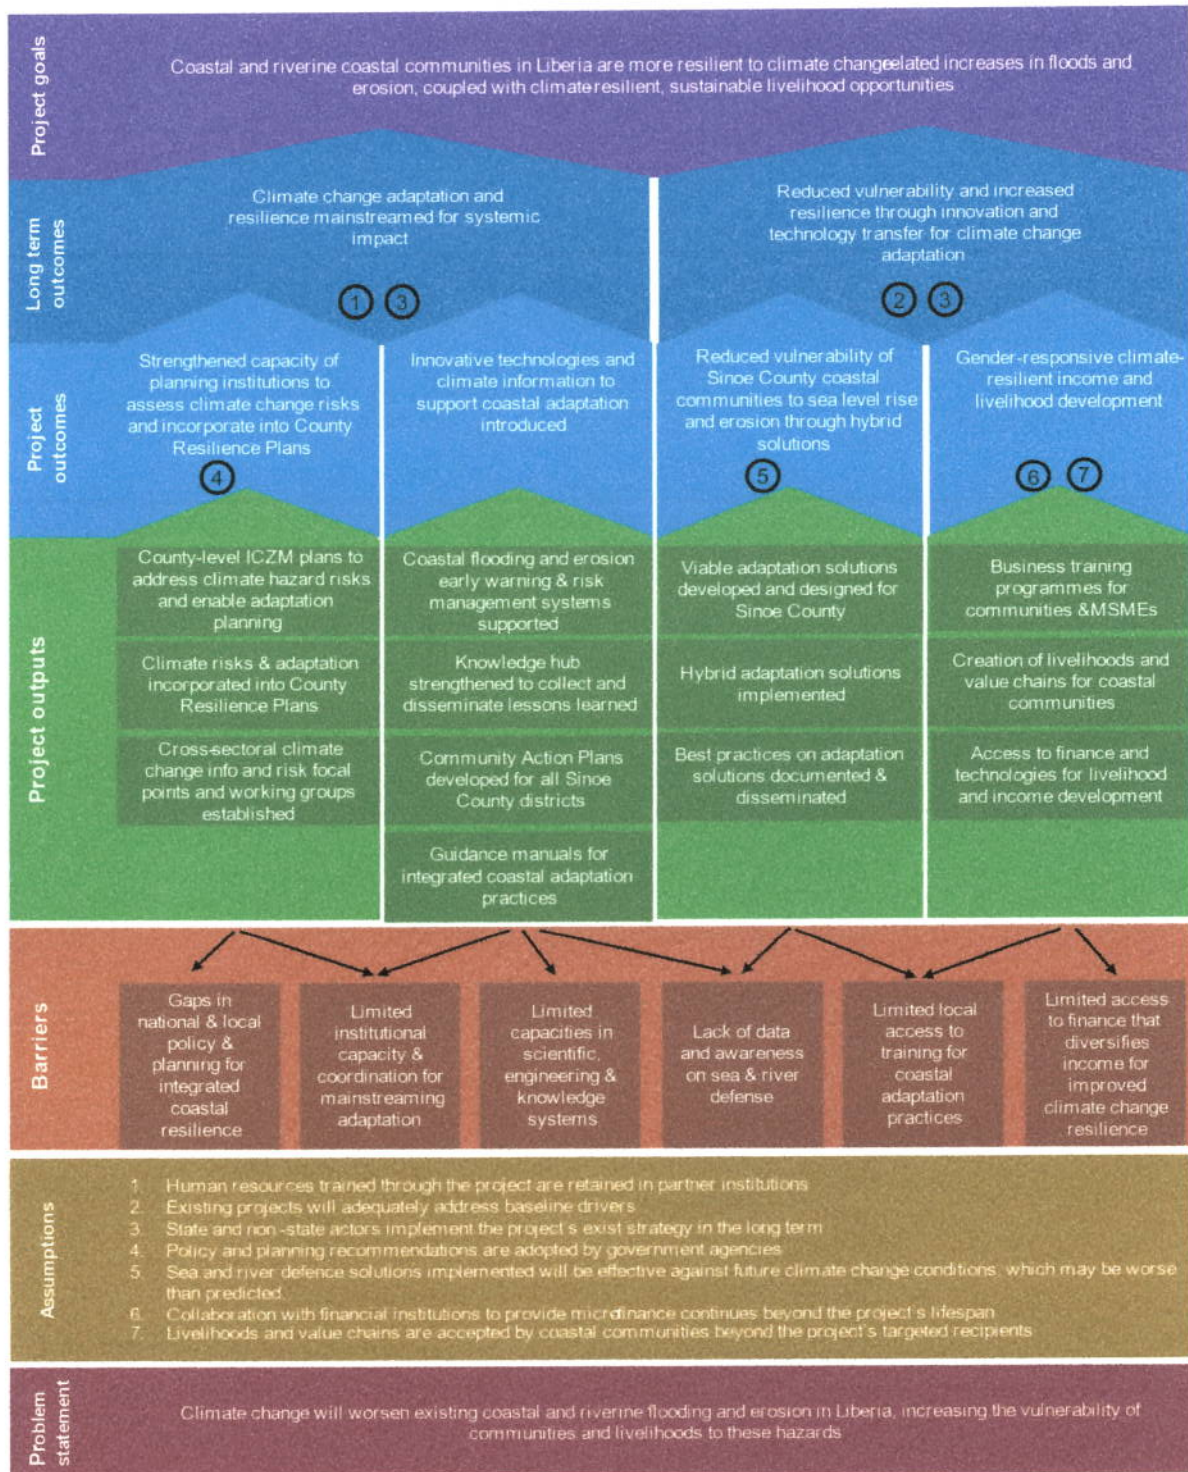 Project goals
Coastal and riverine coastal communities in Liberia are more resilient to climate changerelated increases in floods and
erosion, coupled with climate-resilient, sustainable livelihood opportunities
Long term
outcomes
Climate change adaptation and
resilience mainstreamed for systemic
impact
1 3
Reduced vulnerability and increased
resilience through innovation and
technology transfer for climate change
adaptation
2 3
Project
outcomes
Strengthened capacity of
planning institutions to
assess climate change risks
and incorporate into County
Resilience Plans
4
Innovative technologies and
climate information to
support coastal adaptation
introduced
Reduced vulnerability of
Sinoe County coastal
communities to sea level rise
and erosion through hybrid
solutions
5
Gender-responsive climate-
resilient income and
livelihood development
6 7
Project outputs
County-level ICZM plans to
address climate hazard risks
and enable adaptation
planning
Climate risks & adaptation
incorporated into County
Resilience Plans
Cross-sectoral climate
change info and risk focal
points and working groups
established
Coastal flooding and erosion
early warning & risk
management systems
supported
Knowledge hub
strengthened to collect and
disseminate lessons learned
Community Action Plans
developed for all Sinoe
County districts
Guidance manuals for
integrated coastal adaptation
practices
Viable adaptation solutions
developed and designed for
Sinoe County
Hybrid adaptation solutions
implemented
Best practices on adaptation
solutions documented &
disseminated
Business training
programmes for
communities &MSMEs
Creation of livelihoods and
value chains for coastal
communities
Access to finance and
technologies for livelihood
and income development
Barriers
Gaps in
national & local
policy &
planning for
integrated
coastal
resilience
Limited
institutional
capacity &
coordination for
mainstreaming
adaptation
Limited
capacities in
scientific,
engineering &
knowledge
systems
Lack of data
and awareness
on sea & river
defense
Limited local
access to
training for
coastal
adaptation
practices
Limited access
to finance that
diversifies
income for
improved
climate change
resilience
Assumptions
1. Human resources trained through the project are retained in partner institutions
2. Existing projects will adequately address baseline drivers
3. State and non-state actors implement the project's exist strategy in the long term
4. Policy and planning recommendations are adopted by government agencies
5. Sea and river defence solutions implemented will be effective against future climate change conditions, which may be worse
than predicted.
6. Collaboration with financial institutions to provide microfinance continues beyond the project's lifespan
7. Livelihoods and value chains are accepted by coastal communities beyond the project's targeted recipients
Problem
statement
Climate change will worsen existing coastal and riverine flooding and erosion in Liberia, increasing the vulnerability of
communities and livelihoods to these hazards